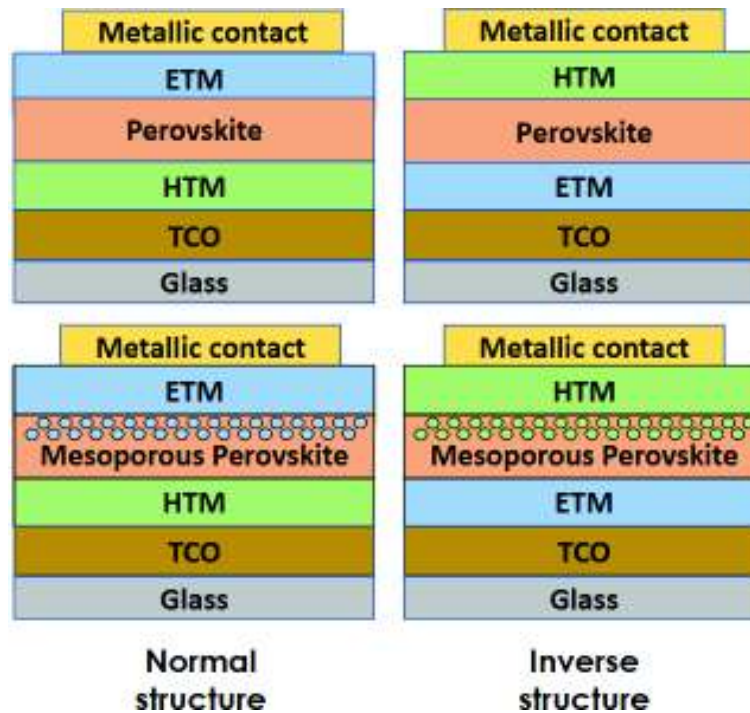 Metallic contact
ETM
Perovskite
HTM
TCO
Glass
Metallic contact
HTM
Perovskite
ETM
TCO
Glass
Metallic contact
ETM
Mesoporous Perovskite
HTM
TCO
Glass
Metallic contact
HTM
Mesoporous Perovskite
ETM
TCO
Glass
Normal
structure
Inverse
structure